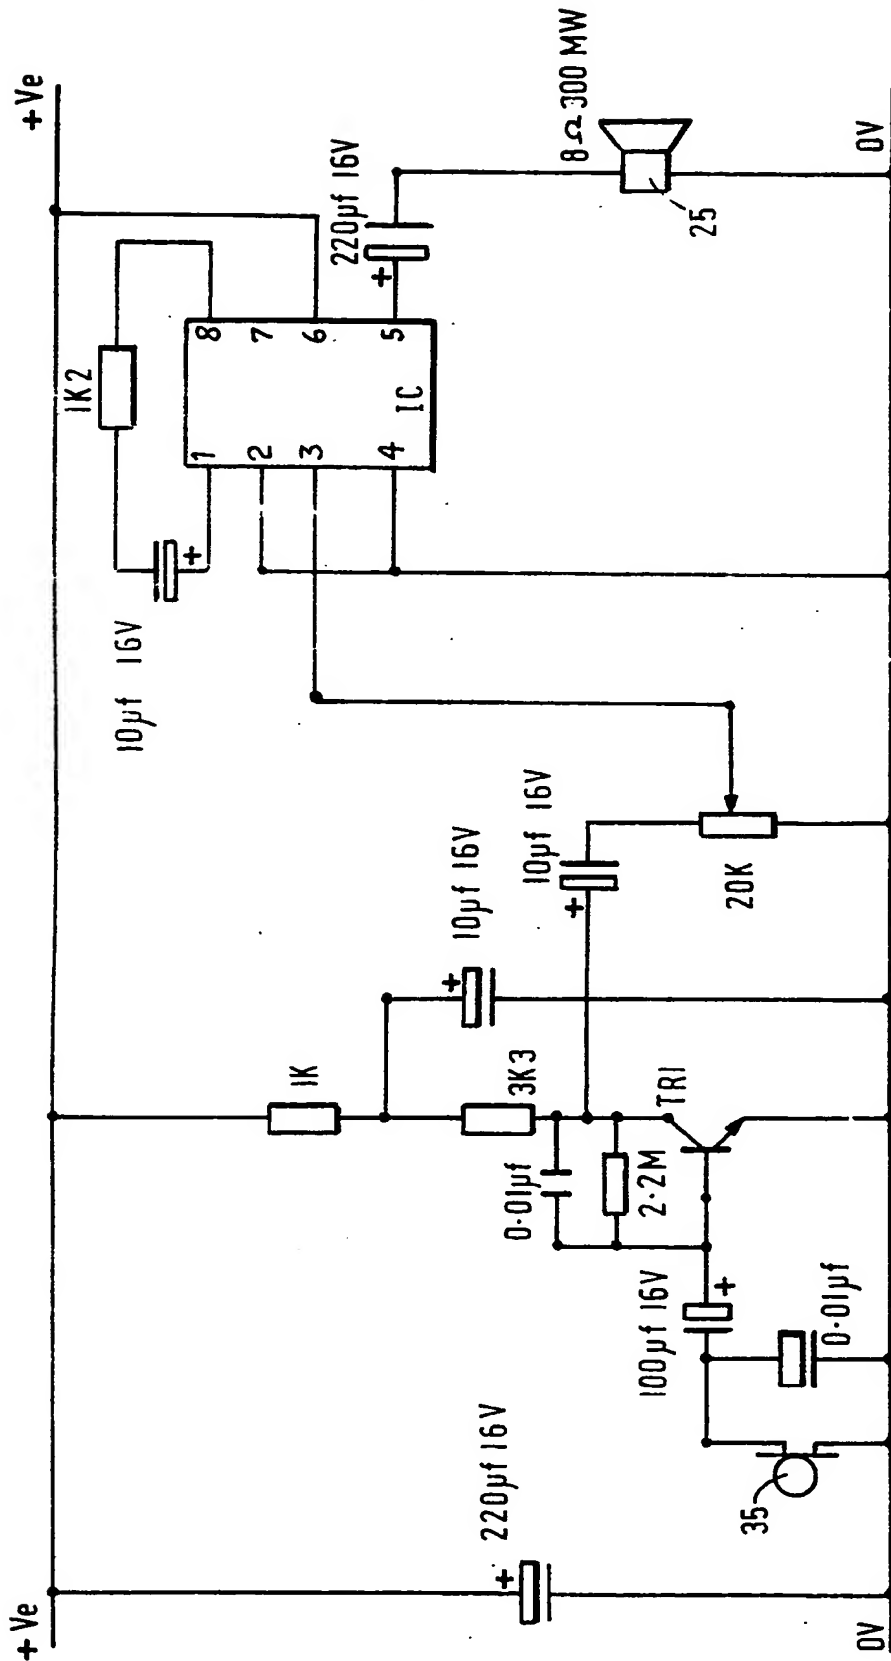 +Ve
+Ve
220µf 16V
+
0V
35
100µf 16V
+
0·01µf
0·01µf
2·2M
TR1
1K
3K3
10µf 16V
+
10µf 16V
+
20K
10µf 16V
+
1K2
1
2
3
4
8
7
6
5
IC
220µf 16V
+
8Ω 300 MW
25
0V